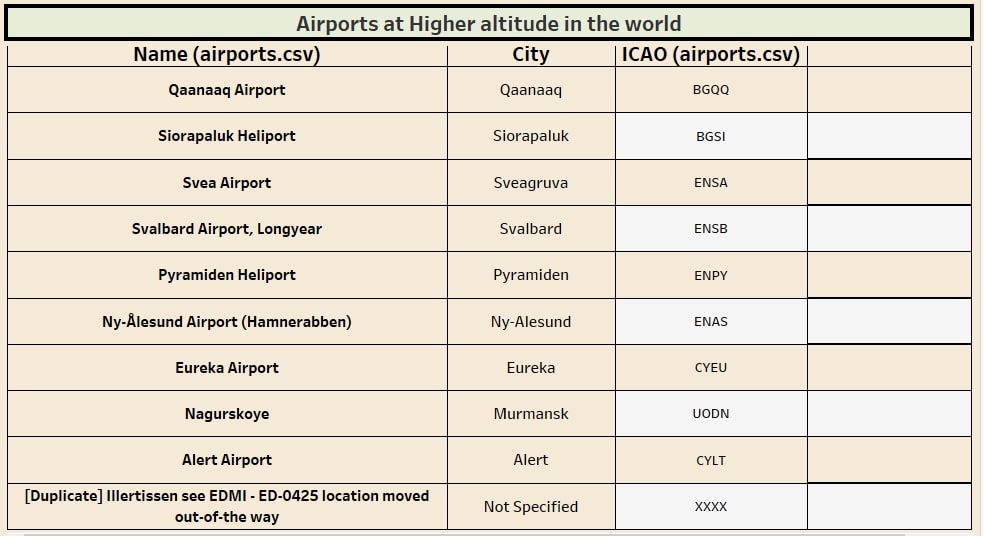 Airports at Higher altitude in the world
Name (airports.csv) City ICAO (airports.csv)
Qaanaaq Airport Qaanaaq BGQQ
Siorapaluk Heliport Siorapaluk BGSI
Svea Airport Sveagruva ENSA
Svalbard Airport, Longyear Svalbard ENSB
Pyramiden Heliport Pyramiden ENPY
Ny-Ålesund Airport (Hamnerabben) Ny-Alesund ENAS
Eureka Airport Eureka CYEU
Nagurskoye Murmansk UODN
Alert Airport Alert CYLT
[Duplicate] Illertissen see EDMI - ED-0425 location moved
out-of-the way Not Specified XXXX